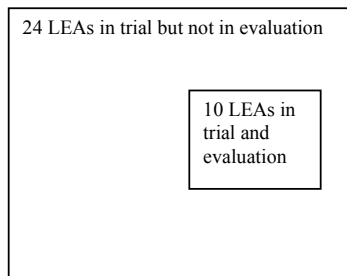 24 LEAs in trial but not in evaluation
10 LEAs in
trial and
evaluation